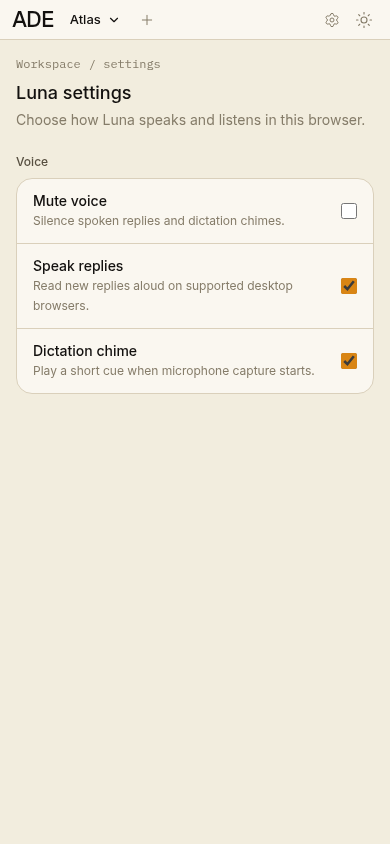 ADE Atlas
Workspace / settings
Luna settings
Choose how Luna speaks and listens in this browser.
Voice
Mute voice
Silence spoken replies and dictation chimes.
Speak replies
Read new replies aloud on supported desktop
browsers.
Dictation chime
Play a short cue when microphone capture starts.